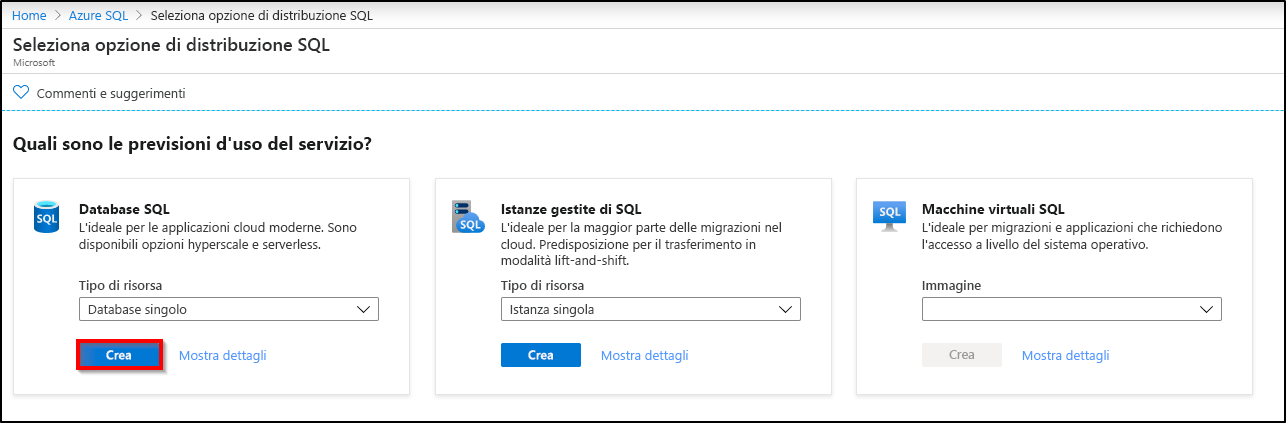 Home > Azure SQL > Seleziona opzione di distribuzione SQL
Seleziona opzione di distribuzione SQL
Microsoft
Commenti e suggerimenti
Quali sono le previsioni d'uso del servizio?
SQL
Database SQL
L'ideale per le applicazioni cloud moderne. Sono
disponibili opzioni hyperscale e serverless.
Tipo di risorsa
Database singolo
Crea
Mostra dettagli
SQL
Istanze gestite di SQL
L'ideale per la maggior parte delle migrazioni nel
cloud. Predisposizione per il trasferimento in
modalità lift-and-shift.
Tipo di risorsa
Istanza singola
Crea
Mostra dettagli
SQL
Macchine virtuali SQL
L'ideale per migrazioni e applicazioni che richiedono
l'accesso a livello del sistema operativo.
Immagine
Crea
Mostra dettagli